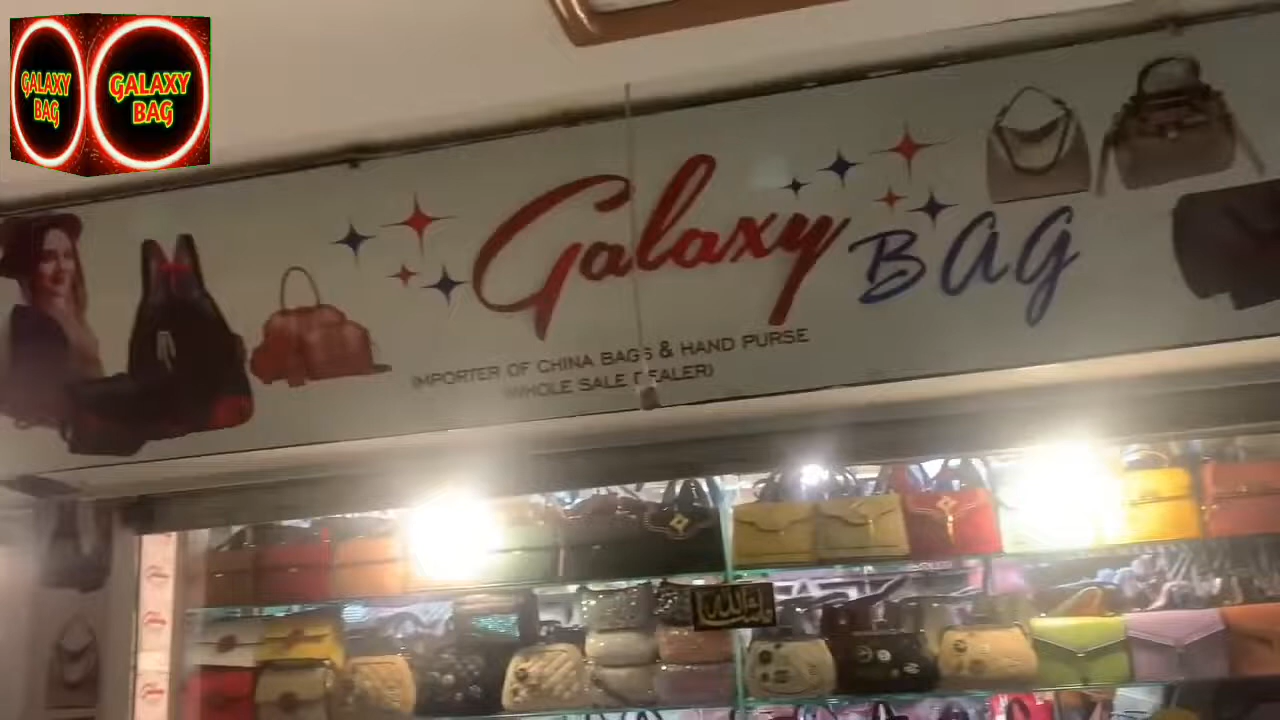 GALAXY
BAG
GALAXY
BAG
Galaxy BAG
IMPORTER OF CHINA BAGS & HAND PURSE
(WHOLE SALE DEALER)